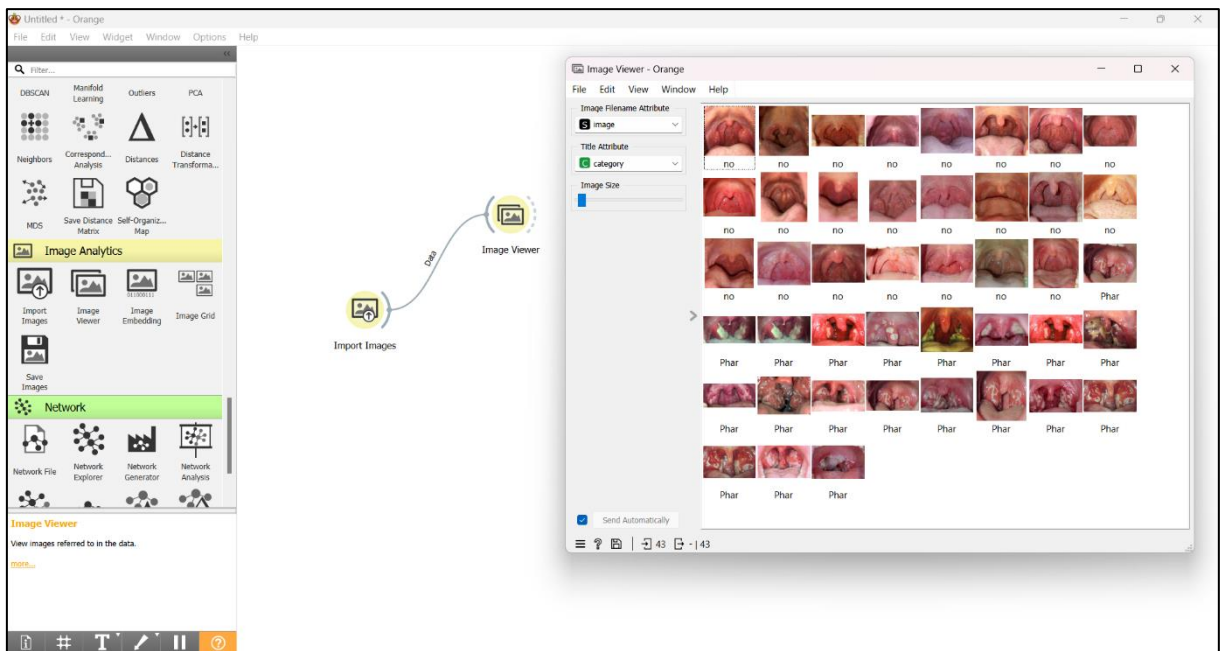 Untitled * - Orange
File Edit View Widget Window Options Help
Filter...
DBSCAN
Manifold
Learning
Outliers
PCA
Neighbors
Correspond...
Analysis
Distances
Distance
Transforma...
MDS
Save Distance
Matrix
Self-Organiz...
Map
Image Analytics
Import
Images
Image
Viewer
Image
Embedding
Image Grid
Save
Images
Network
Network File
Network
Explorer
Network
Generator
Network
Analysis
Image Viewer
View images referred to in the data.
more...
Import Images
Data
Image Viewer
Image Viewer - Orange
File Edit View Window Help
Image Filename Attribute
S image
Title Attribute
C category
Image Size
Send Automatically
43 - | 43
no no no no no no no no
no no no no no no no no
no no no no no no no Phar
Phar Phar Phar Phar Phar Phar Phar Phar
Phar Phar Phar Phar Phar Phar Phar Phar
Phar Phar Phar